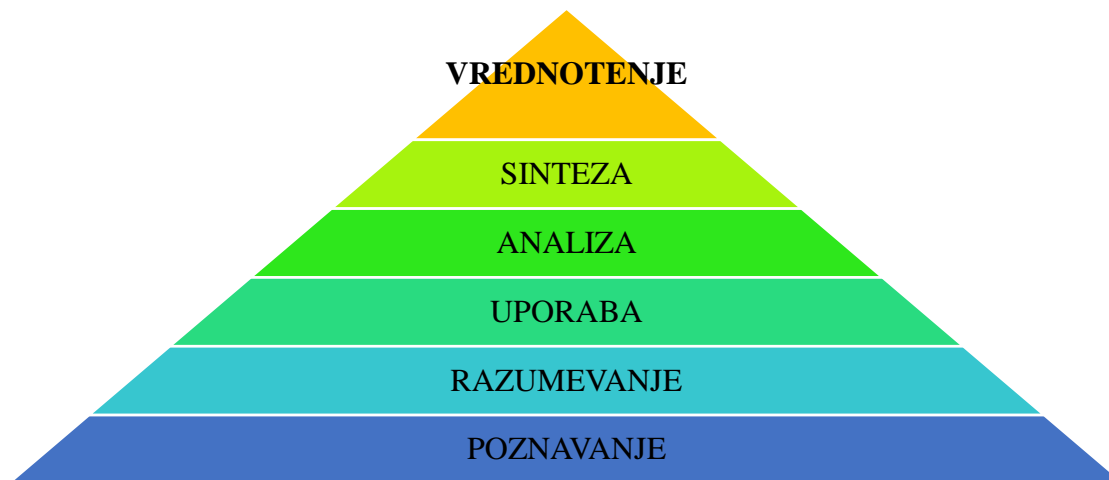 VREDNOTENJE
SINTEZA
ANALIZA
UPORABA
RAZUMEVANJE
POZNAVANJE